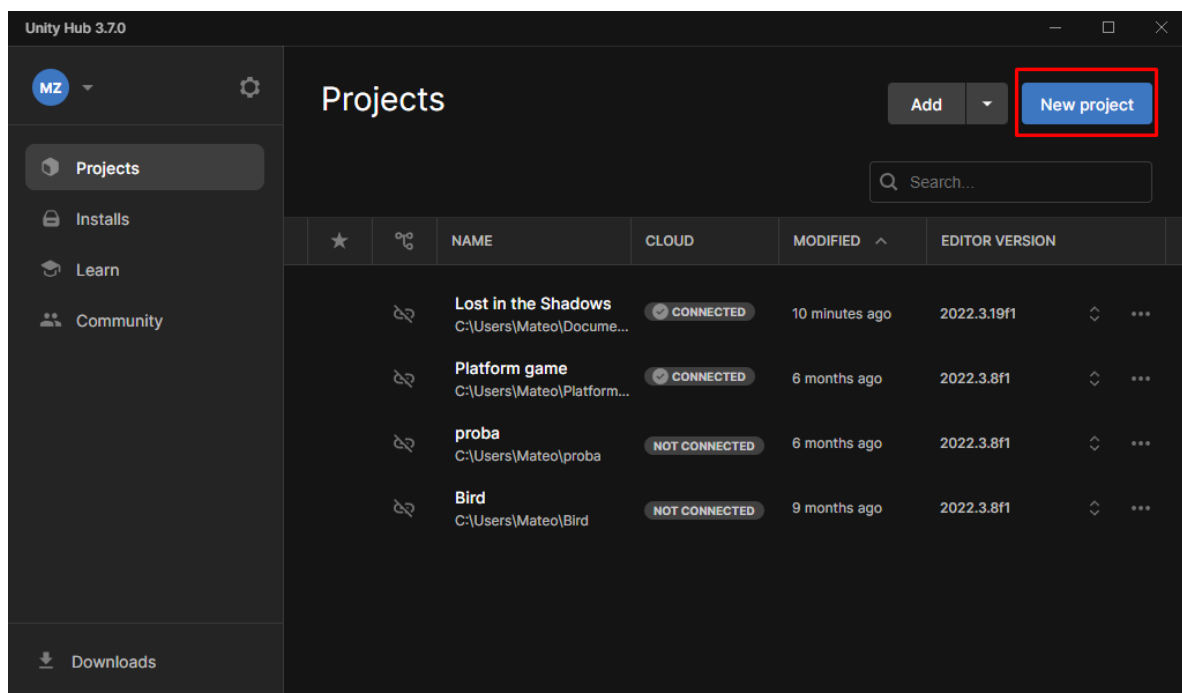 Unity Hub 3.7.0
MZ
Projects
Installs
Learn
Community
Downloads
Projects
Add
New project
Search...
NAME CLOUD MODIFIED EDITOR VERSION
Lost in the Shadows
C:\Users\Mateo\Docume...
CONNECTED
10 minutes ago
2022.3.19f1
Platform game
C:\Users\Mateo\Platform...
CONNECTED
6 months ago
2022.3.8f1
proba
C:\Users\Mateo\proba
NOT CONNECTED
6 months ago
2022.3.8f1
Bird
C:\Users\Mateo\Bird
NOT CONNECTED
9 months ago
2022.3.8f1